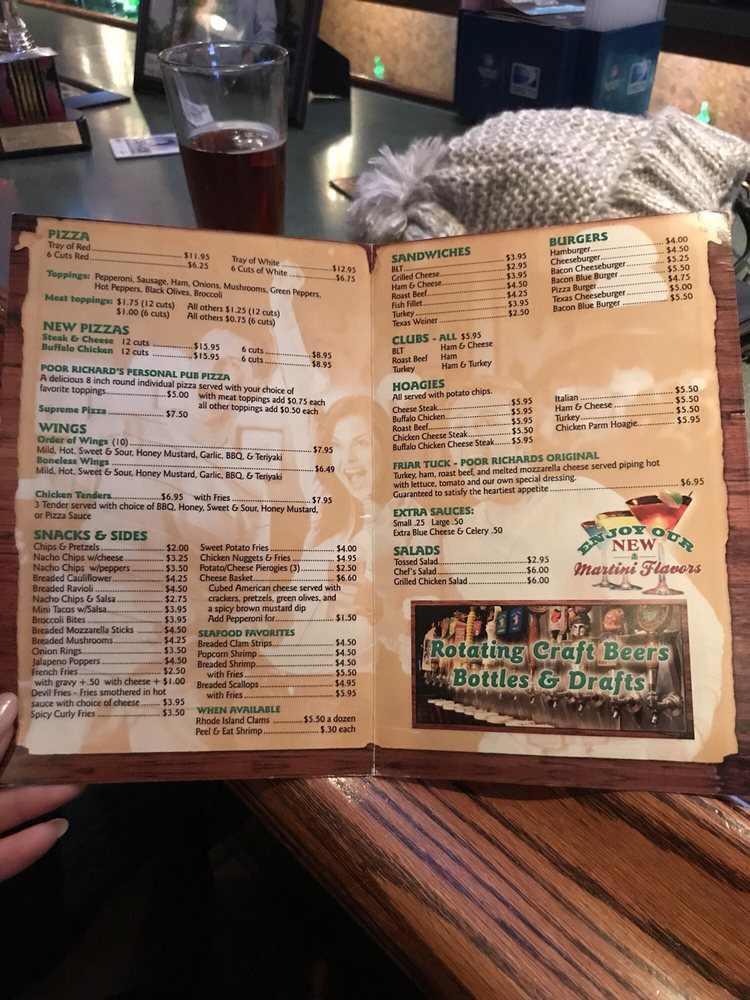 PIZZA
Tray of Red $11.95
6 Cuts Red $6.25
Tray of White $12.95
6 Cuts of White $6.75
Toppings: Pepperoni, Sausage, Ham, Onions, Mushrooms, Green Peppers,
Hot Peppers, Black Olives, Broccoli
Meat toppings: $1.75 (12 cuts) All others $1.25 (12 cuts)
$1.00 (6 cuts) All others $0.75 (6 cuts)
NEW PIZZAS
Steak & Cheese 12 cuts $15.95 6 cuts $8.95
Buffalo Chicken 12 cuts $15.95 6 cuts $8.95
POOR RICHARD'S PERSONAL PUB PIZZA
A delicious 8 inch round individual pizza served with your choice of
favorite toppings $5.00 with meat toppings add $0.75 each
all other toppings add $0.50 each
Supreme Pizza $7.50
WINGS
Order of Wings (10) $7.95
Mild, Hot, Sweet & Sour, Honey Mustard, Garlic, BBQ, & Teriyaki
Boneless Wings $6.49
Mild, Hot, Sweet & Sour, Honey Mustard, Garlic, BBQ, & Teriyaki
Chicken Tenders $6.95 with Fries $7.95
3 Tender served with choice of BBQ, Honey, Sweet & Sour, Honey Mustard,
or Pizza Sauce
SNACKS & SIDES
Chips & Pretzels $2.00
Nacho Chips w/cheese $3.25
Nacho Chips w/peppers $3.50
Breaded Cauliflower $4.25
Breaded Ravioli $4.50
Nacho Chips & Salsa $2.75
Mini Tacos w/Salsa $3.95
Broccoli Bites $3.95
Breaded Mozzarella Sticks $4.50
Breaded Mushrooms $4.25
Onion Rings $3.50
Jalapeno Poppers $4.50
French Fries $2.50
with gravy + .50 with cheese + $1.00
Devil Fries - Fries smothered in hot
sauce with choice of cheese $3.95
Spicy Curly Fries $3.50
Sweet Potato Fries $4.00
Chicken Nuggets & Fries $4.95
Potato/Cheese Pierogies (3) $2.50
Cheese Basket $6.60
Cubed American cheese served with
crackers, pretzels, green olives, and
a spicy brown mustard dip
Add Pepperoni for $1.50
SEAFOOD FAVORITES
Breaded Clam Strips $4.50
Popcorn Shrimp $4.50
Breaded Shrimp $4.50
with Fries $5.50
Breaded Scallops $4.95
with Fries $5.95
WHEN AVAILABLE
Rhode Island Clams $5.50 a dozen
Peel & Eat Shrimp $.30 each
SANDWICHES
BLT $3.95
Grilled Cheese $2.95
Ham & Cheese $3.95
Roast Beef $4.50
Fish Fillet $4.25
Turkey $3.95
Texas Weiner $2.50
BURGERS
Hamburger $4.00
Cheeseburger $4.50
Bacon Cheeseburger $5.25
Bacon Blue Burger $5.50
Pizza Burger $4.75
Texas Cheeseburger $5.00
Bacon Blue Burger $5.50
CLUBS - ALL $5.95
BLT Ham & Cheese
Roast Beef Ham
Turkey Ham & Turkey
HOAGIES
All served with potato chips.
Cheese Steak $5.95
Buffalo Chicken $5.95
Roast Beef $5.95
Chicken Cheese Steak $5.50
Buffalo Chicken Cheese Steak $5.95
Italian $5.50
Ham & Cheese $5.50
Turkey $5.50
Chicken Parm Hoagie $5.95
FRIAR TUCK - POOR RICHARDS ORIGINAL
Turkey, ham, roast beef, and melted mozzarella cheese served piping hot
with lettuce, tomato and our own special dressing.
Guaranteed to satisfy the heartiest appetite $6.95
EXTRA SAUCES:
Small .25 Large .50
Extra Blue Cheese & Celery .50
SALADS
Tossed Salad $2.95
Chef's Salad $6.00
Grilled Chicken Salad $6.00
ENJOY OUR
NEW
Martini Flavors
Rotating Craft Beers
Bottles & Drafts